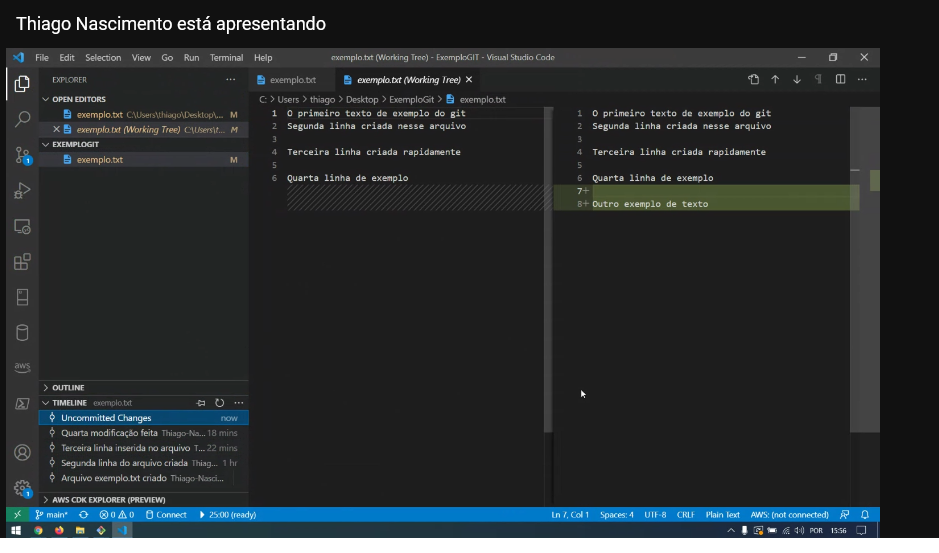 Thiago Nascimento está apresentando
File Edit Selection View Go Run Terminal Help
exemplo.txt (Working Tree) - ExemploGIT - Visual Studio Code
EXPLORER ...
exemplo.txt
exemplo.txt (Working Tree)
OPEN EDITORS
exemplo.txt C:\Users\thiago\Desktop\... M
exemplo.txt (Working Tree) C:\Users\t... M
EXEMPLOGIT
exemplo.txt M
C: > Users > thiago > Desktop > ExemploGit > exemplo.txt
1 O primeiro texto de exemplo do git
2 Segunda linha criada nesse arquivo
3
4 Terceira linha criada rapidamente
5
6 Quarta linha de exemplo
1 O primeiro texto de exemplo do git
2 Segunda linha criada nesse arquivo
3
4 Terceira linha criada rapidamente
5
6 Quarta linha de exemplo
7+
8+ Outro exemplo de texto
1
aws
1
OUTLINE
TIMELINE exemplo.txt ...
Uncommitted Changes now
Quarta modificação feita Thiago-Na... 18 mins
Terceira linha inserida no arquivo T... 22 mins
Segunda linha do arquivo criada Thiag... 1 hr
Arquivo exemplo.txt criado Thiago-Nasci...
AWS CDK EXPLORER (PREVIEW)
main* 0 0 Connect 25:00 (ready) Ln 7, Col 1 Spaces: 4 UTF-8 CRLF Plain Text AWS: (not connected)
POR 15:56